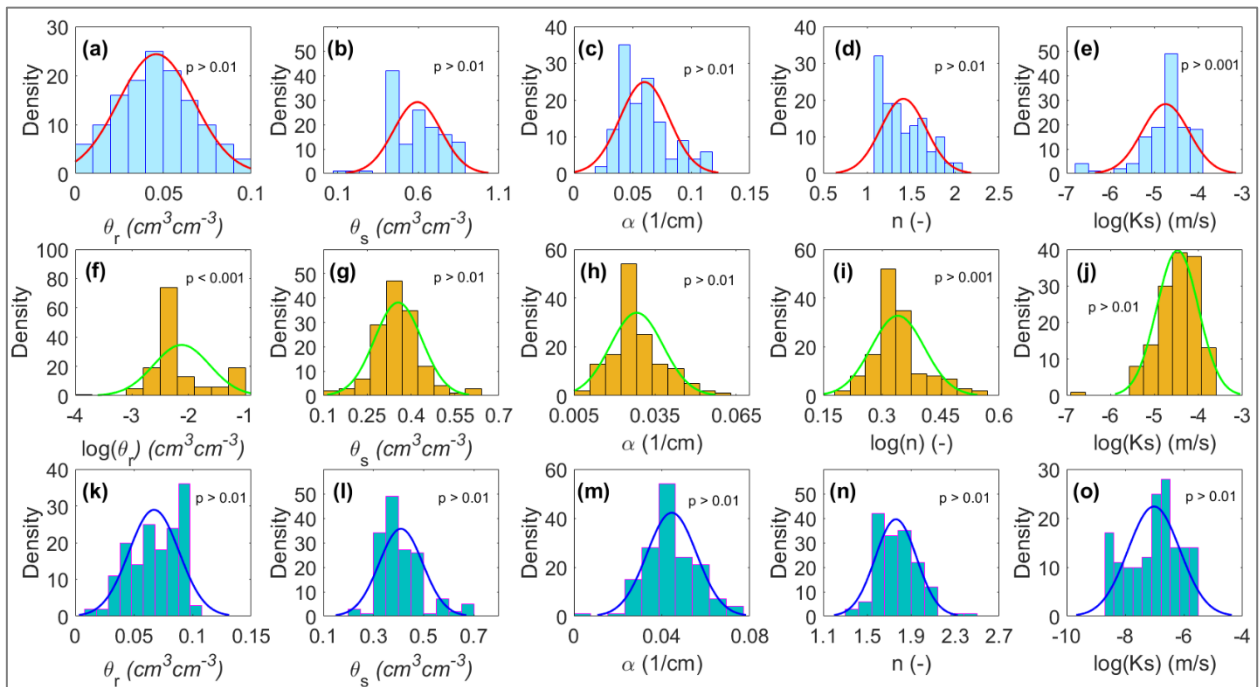 (a)
p > 0.01
Density
30
20
10
0
0
0.05
0.1
θr (cm³cm⁻³)
(b)
p > 0.01
Density
50
40
30
20
10
0
0.1
0.6
1.1
θs (cm³cm⁻³)
(c)
p > 0.01
Density
40
30
20
10
0
0
0.05
0.1
0.15
α (1/cm)
(d)
p > 0.01
Density
40
30
20
10
0
0.5
1
1.5
2
2.5
n (-)
(e)
p > 0.001
Density
60
40
20
0
-7
-6
-5
-4
-3
log(Ks) (m/s)
(f)
p < 0.001
Density
100
80
60
40
20
0
-4
-3
-2
-1
log(θr) (cm³cm⁻³)
(g)
p > 0.01
Density
50
40
30
20
10
0
0.1
0.25
0.40
0.60
θs (cm³cm⁻³)
(h)
p > 0.01
Density
60
40
20
0
0.005
0.035
0.065
α (1/cm)
(i)
p > 0.001
Density
60
40
20
0
0.15
0.3
0.45
0.6
log(n) (-)
(j)
p > 0.01
Density
40
30
20
10
0
-7
-6
-5
-4
-3
log(Ks) (m/s)
(k)
p > 0.01
Density
40
30
20
10
0
0
0.05
0.1
0.15
θr (cm³cm⁻³)
(l)
p > 0.01
Density
50
40
30
20
10
0
0.1
0.3
0.5
0.7
θs (cm³cm⁻³)
(m)
p > 0.01
Density
60
40
20
0
0
0.04
0.08
α (1/cm)
(n)
p > 0.01
Density
50
40
30
20
10
0
1.1
1.5
1.9
2.3
2.7
n (-)
(o)
p > 0.01
Density
30
20
10
0
-10
-8
-6
-4
log(Ks) (m/s)